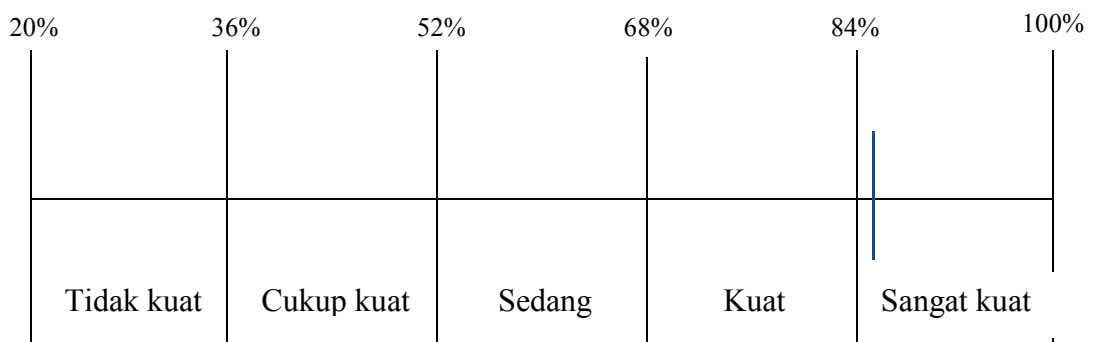 20% 36% 52% 68% 84% 100%
Tidak kuat Cukup kuat Sedang Kuat Sangat kuat